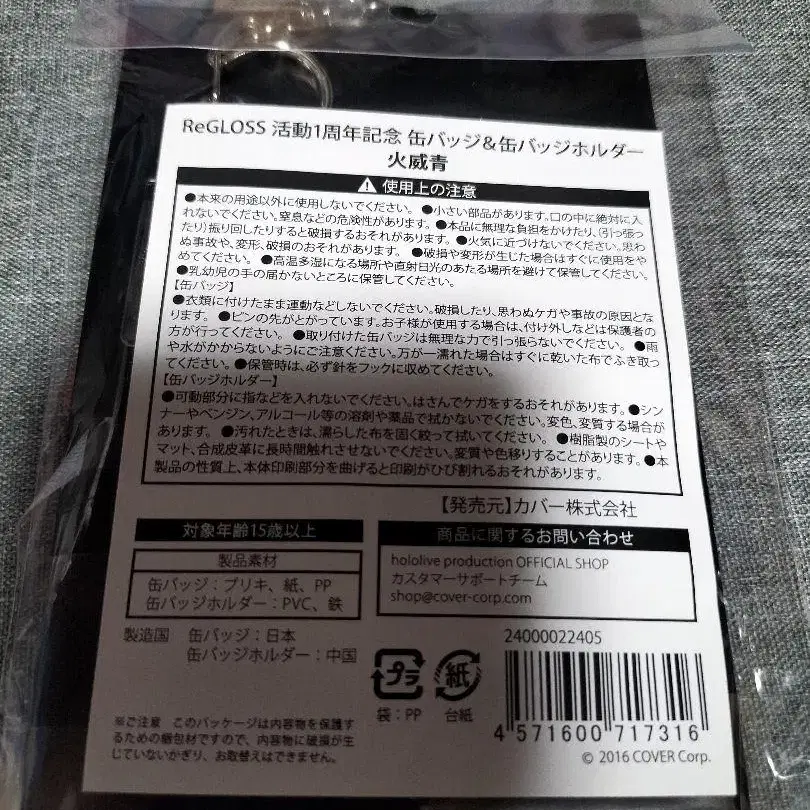 ReGLOSS 活動1周年記念 缶バッジ&缶バッジホルダー
火威青
⚠ 使用上の注意
●本来の用途以外に使用しないでください。 ●小さい部品があります。口の中に絶対に入
れないでください。窒息などの危険性があります。 ●本品に無理な負担をかけたり、(引っ張っ
たり)振り回したりすると破損するおそれがあります。 ●火気に近づけないでください。思わ
ぬ事故や、変形、破損のおそれがあります。 ●破損や変形が生じた場合はすぐに使用をや
めてください。 ●高温多湿になる場所や直射日光のあたる場所を避けて保管してください。
●乳幼児の手の届かないところに保管してください。
【缶バッジ】
●衣類に付けたまま運動などしないでください。破損したり、思わぬケガや事故の原因とな
ります。 ●ピンの先がとがっています。お子様が使用する場合は、付け外しなどは保護者の
方が行ってください。 ●取り付けた缶バッジは無理な力で引っ張らないでください。 ●雨
や水がかからないようにご注意ください。万が一濡れた場合はすぐに乾いた布でふき取っ
てください。 ●保管時は、必ず針をフックに収めてください。
【缶バッジホルダー】
●可動部分に指などを入れないでください。はさんでケガをするおそれがあります。 ●シン
ナーやベンジン、アルコール等の溶剤や薬品で拭かないでください。変色、変質する場合が
あります。 ●汚れたときは、濡らした布を固く絞って拭いてください。 ●樹脂製のシートや
マット、合成皮革に長時間触れさせないでください。変質や色移りすることがあります。 ●本
製品の性質上、本体印刷部分を曲げると印刷がひび割れるおそれがあります。
【発売元】カバー株式会社
対象年齢15歳以上
製品素材
缶バッジ:ブリキ、紙、PP
缶バッジホルダー:PVC、鉄
商品に関するお問い合わせ
hololive production OFFICIAL SHOP
カスタマーサポートチーム
shop@cover-corp.com
製造国 缶バッジ:日本
缶バッジホルダー:中国
プラ
袋:PP
紙
台紙
24000022405
4 571600 717316
© 2016 COVER Corp.
※ご注意 このパッケージは内容物を保護す
るための梱包材ですので、内容物に破損が生
じていないかぎり、お取替えはできません。